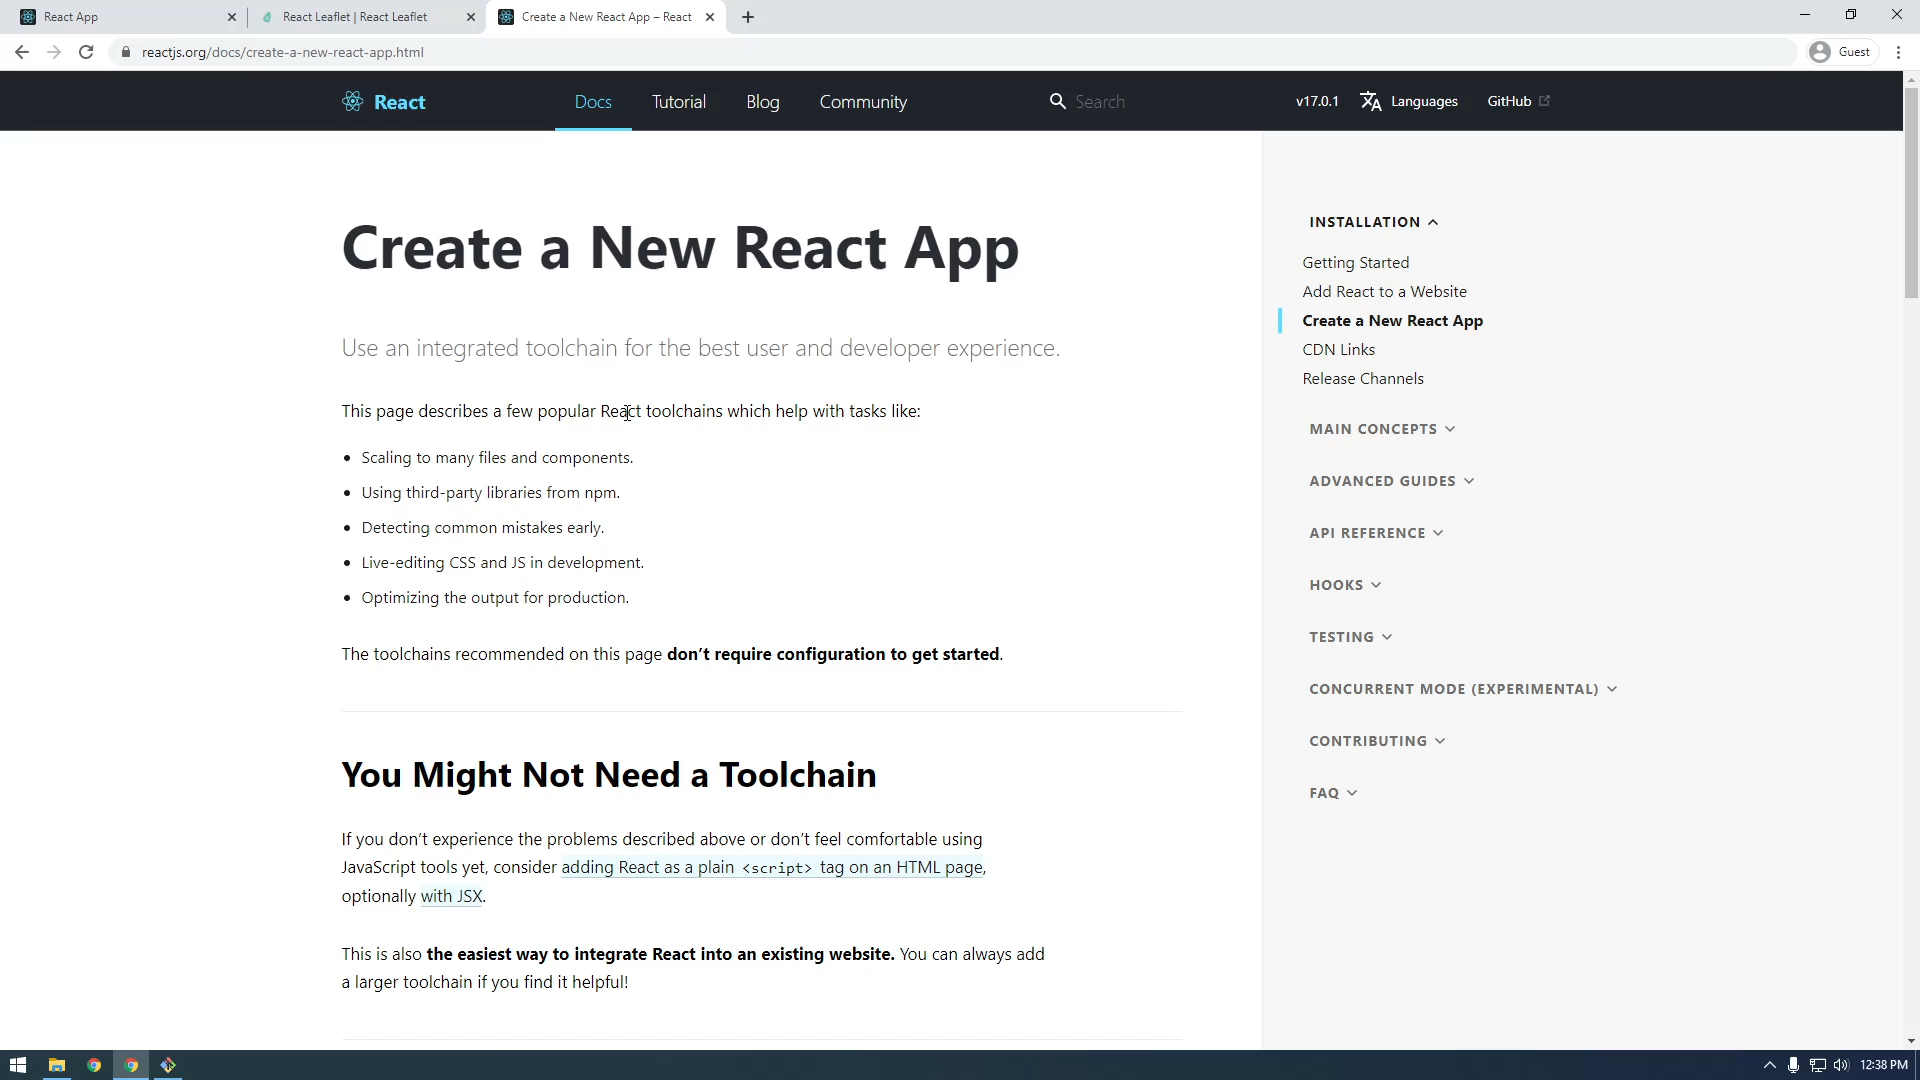 React App
React Leaflet | React Leaflet
Create a New React App – React
reactjs.org/docs/create-a-new-react-app.html
Guest
React
Docs
Tutorial
Blog
Community
Search
v17.0.1
Languages
GitHub
Create a New React App
Use an integrated toolchain for the best user and developer experience.
This page describes a few popular React toolchains which help with tasks like:
• Scaling to many files and components.
• Using third-party libraries from npm.
• Detecting common mistakes early.
• Live-editing CSS and JS in development.
• Optimizing the output for production.
The toolchains recommended on this page don’t require configuration to get started.
You Might Not Need a Toolchain
If you don’t experience the problems described above or don’t feel comfortable using
JavaScript tools yet, consider adding React as a plain <script> tag on an HTML page,
optionally with JSX.
This is also the easiest way to integrate React into an existing website. You can always add
a larger toolchain if you find it helpful!
INSTALLATION
Getting Started
Add React to a Website
Create a New React App
CDN Links
Release Channels
MAIN CONCEPTS
ADVANCED GUIDES
API REFERENCE
HOOKS
TESTING
CONCURRENT MODE (EXPERIMENTAL)
CONTRIBUTING
FAQ
12:38 PM